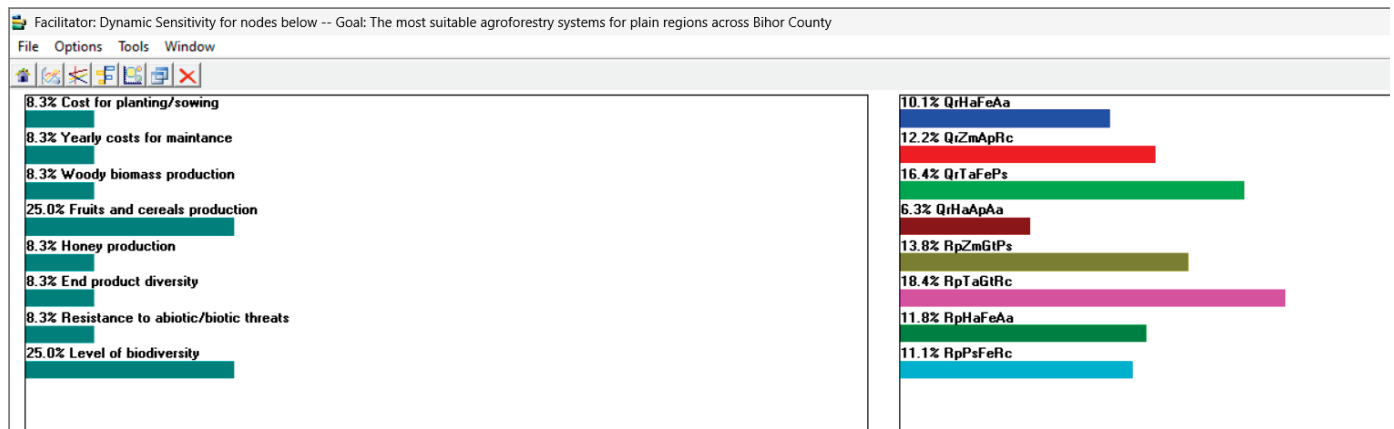 Facilitator: Dynamic Sensitivity for nodes below -- Goal: The most suitable agroforestry systems for plain regions across Bihor County
File Options Tools Window
8.3% Cost for planting/sowing
8.3% Yearly costs for maintance
8.3% Woody biomass production
25.0% Fruits and cereals production
8.3% Honey production
8.3% End product diversity
8.3% Resistance to abiotic/biotic threats
25.0% Level of biodiversity
10.1% QrHaFeAa
12.2% QrZmApRc
16.4% QrTaFePs
6.3% QrHaApAa
13.8% RpZmGtPs
18.4% RpTaGtRc
11.8% RpHaFeAa
11.1% RpPsFeRc